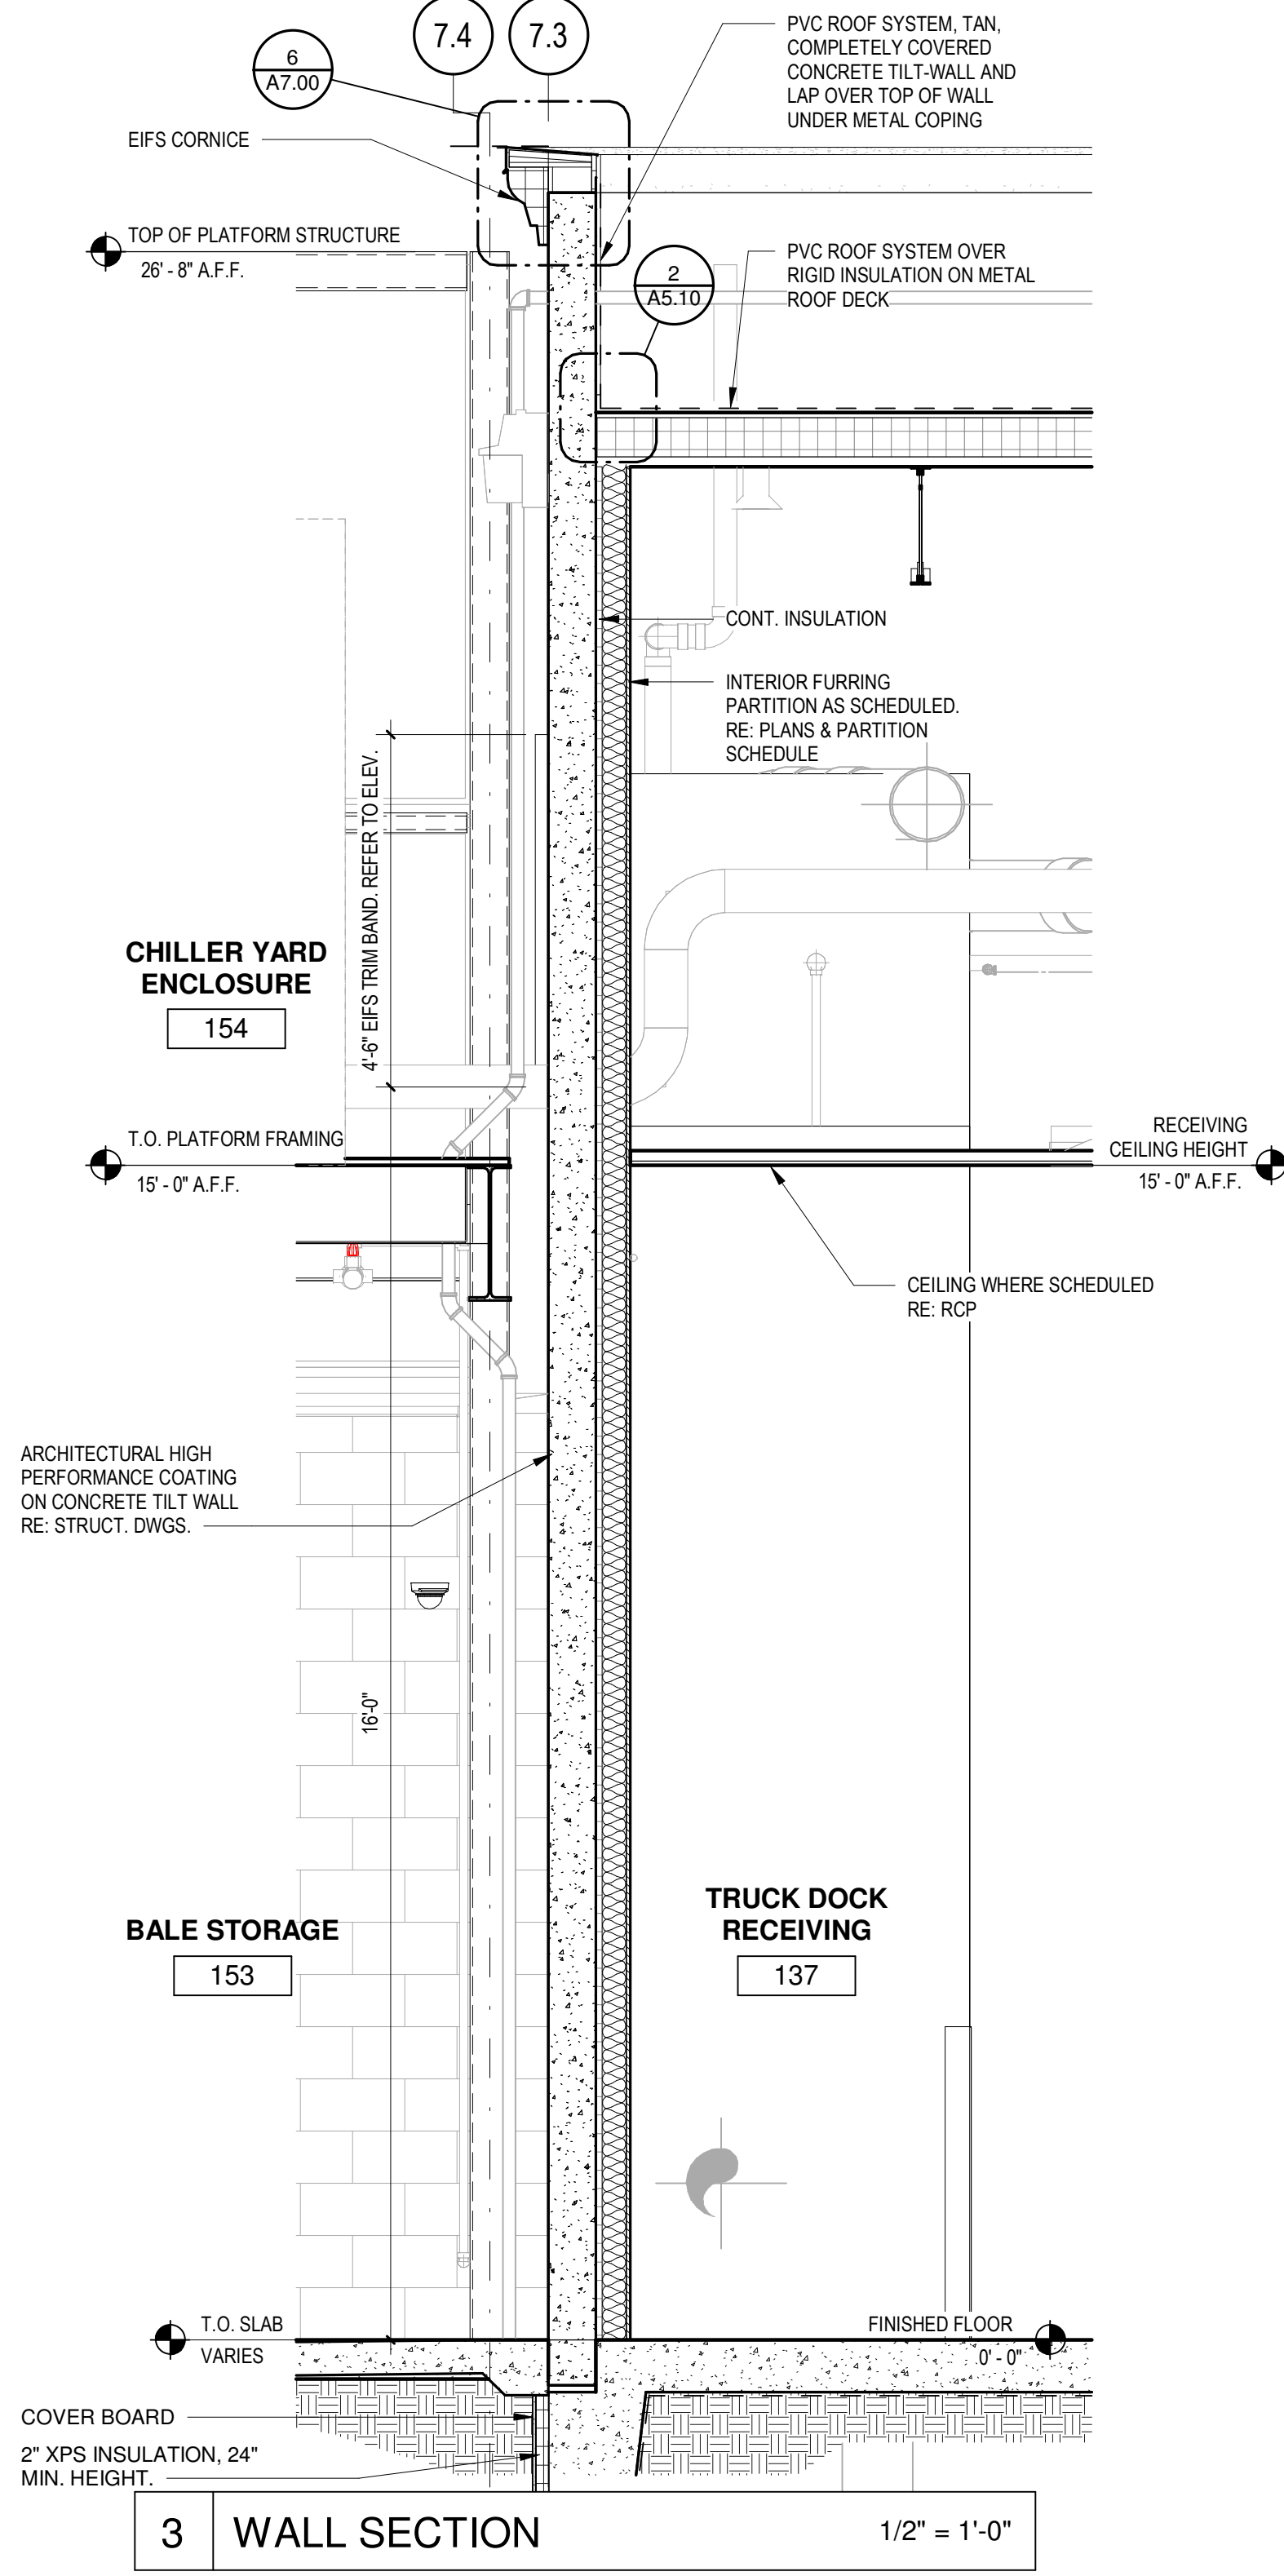 7.4
7.3
6
A7.00
PVC ROOF SYSTEM, TAN,
COMPLETELY COVERED
CONCRETE TILT-WALL AND
LAP OVER TOP OF WALL
UNDER METAL COPING
EIFS CORNICE
TOP OF PLATFORM STRUCTURE
26' - 8" A.F.F.
2
A5.10
PVC ROOF SYSTEM OVER
RIGID INSULATION ON METAL
ROOF DECK
CONT. INSULATION
INTERIOR FURRING
PARTITION AS SCHEDULED.
RE: PLANS & PARTITION
SCHEDULE
4'-6" EIFS TRIM BAND. REFER TO ELEV.
CHILLER YARD
ENCLOSURE
154
T.O. PLATFORM FRAMING
15' - 0" A.F.F.
RECEIVING
CEILING HEIGHT
15' - 0" A.F.F.
CEILING WHERE SCHEDULED
RE: RCP
ARCHITECTURAL HIGH
PERFORMANCE COATING
ON CONCRETE TILT WALL
RE: STRUCT. DWGS.
16'-0"
BALE STORAGE
153
TRUCK DOCK
RECEIVING
137
T.O. SLAB
VARIES
FINISHED FLOOR
0' - 0"
COVER BOARD
2" XPS INSULATION, 24"
MIN. HEIGHT.
3
WALL SECTION
1/2" = 1'-0"